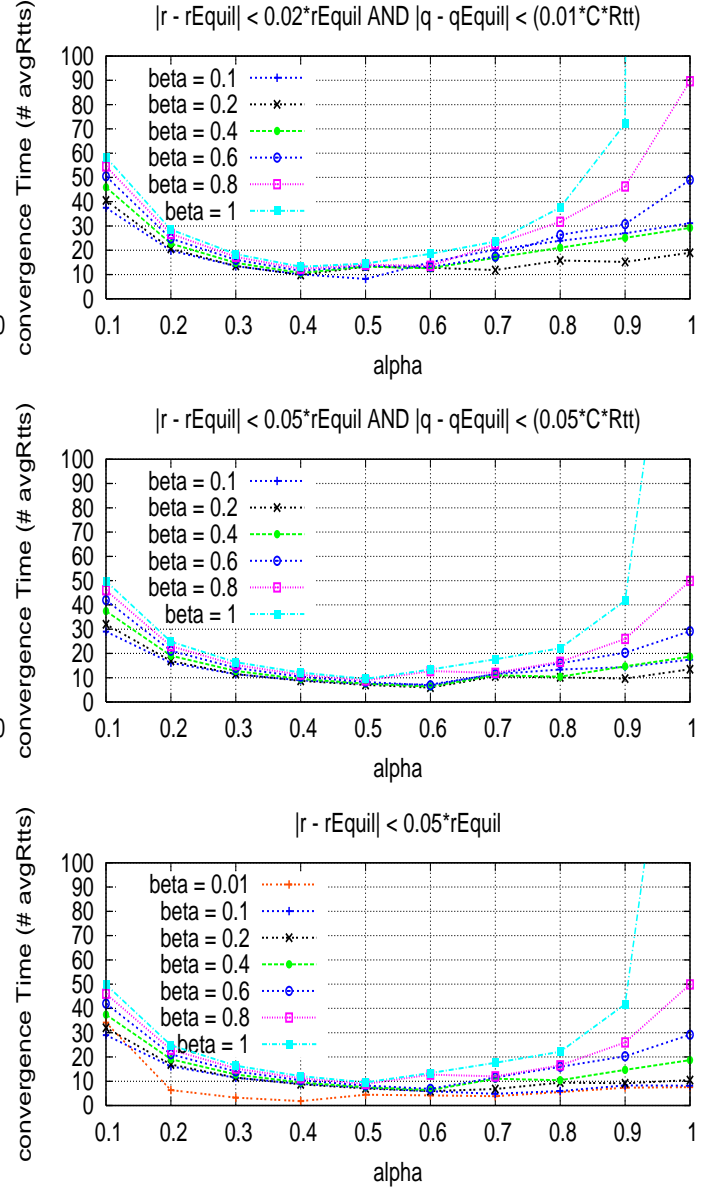 |r - rEquil| < 0.02*rEquil AND |q - qEquil| < (0.01*C*Rtt)
convergence Time (# avgRtts)
100
90
80
70
60
50
40
30
20
10
0
beta = 0.1
beta = 0.2
beta = 0.4
beta = 0.6
beta = 0.8
beta = 1
0.1 0.2 0.3 0.4 0.5 0.6 0.7 0.8 0.9 1
alpha
0
|r - rEquil| < 0.05*rEquil AND |q - qEquil| < (0.05*C*Rtt)
convergence Time (# avgRtts)
100
90
80
70
60
50
40
30
20
10
0
beta = 0.1
beta = 0.2
beta = 0.4
beta = 0.6
beta = 0.8
beta = 1
0.1 0.2 0.3 0.4 0.5 0.6 0.7 0.8 0.9 1
alpha
0
|r - rEquil| < 0.05*rEquil
convergence Time (# avgRtts)
100
90
80
70
60
50
40
30
20
10
0
beta = 0.01
beta = 0.1
beta = 0.2
beta = 0.4
beta = 0.6
beta = 0.8
beta = 1
0.1 0.2 0.3 0.4 0.5 0.6 0.7 0.8 0.9 1
alpha